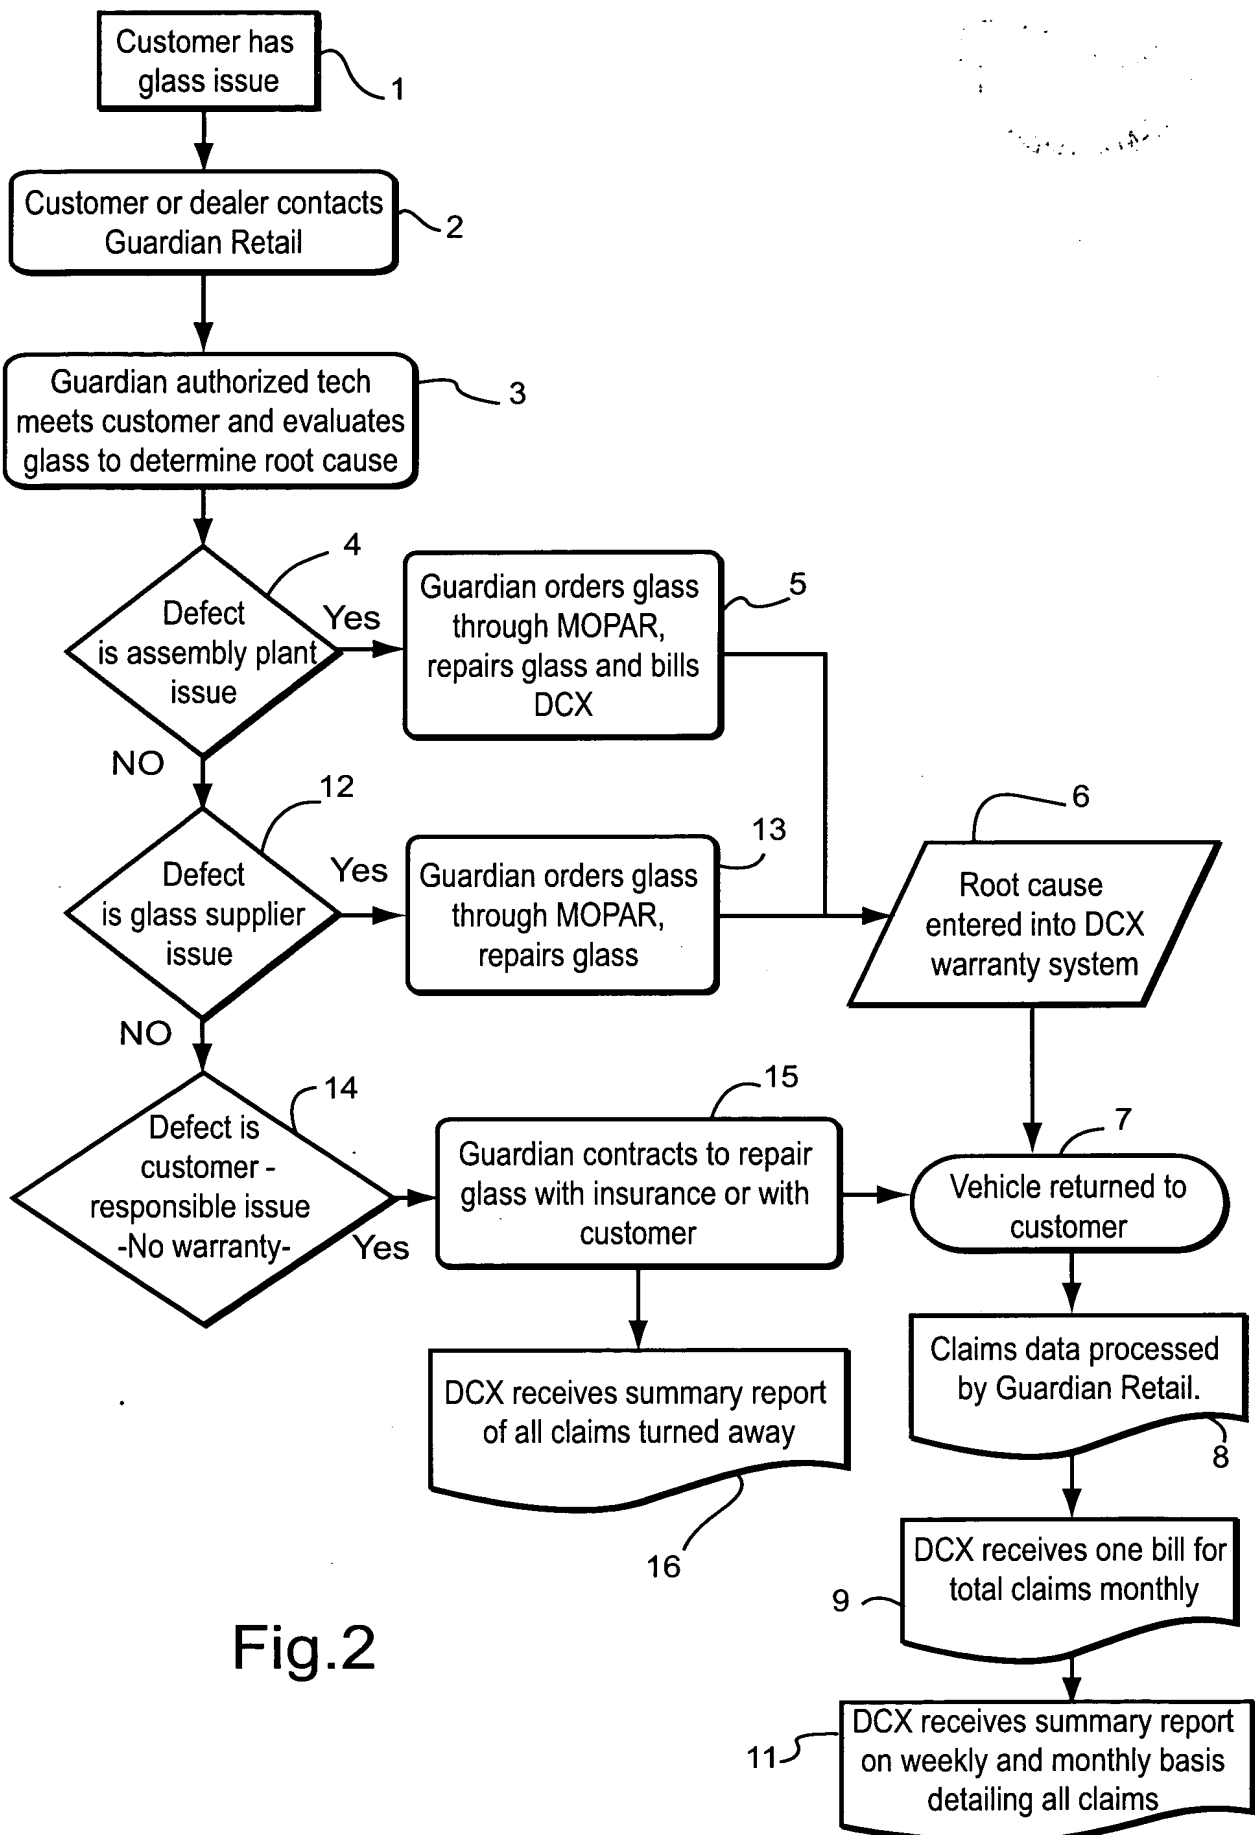 Customer has
glass issue
1
Customer or dealer contacts
Guardian Retail
2
Guardian authorized tech
meets customer and evaluates
glass to determine root cause
3
Defect
is assembly plant
issue
4
Yes
NO
Guardian orders glass
through MOPAR,
repairs glass and bills
DCX
5
Defect
is glass supplier
issue
12
Yes
NO
Guardian orders glass
through MOPAR,
repairs glass
13
Root cause
entered into DCX
warranty system
6
Defect is
customer -
responsible issue
-No warranty-
14
Yes
Guardian contracts to repair
glass with insurance or with
customer
15
Vehicle returned to
customer
7
DCX receives summary report
of all claims turned away
16
Claims data processed
by Guardian Retail.
8
DCX receives one bill for
total claims monthly
9
DCX receives summary report
on weekly and monthly basis
detailing all claims
11
Fig.2